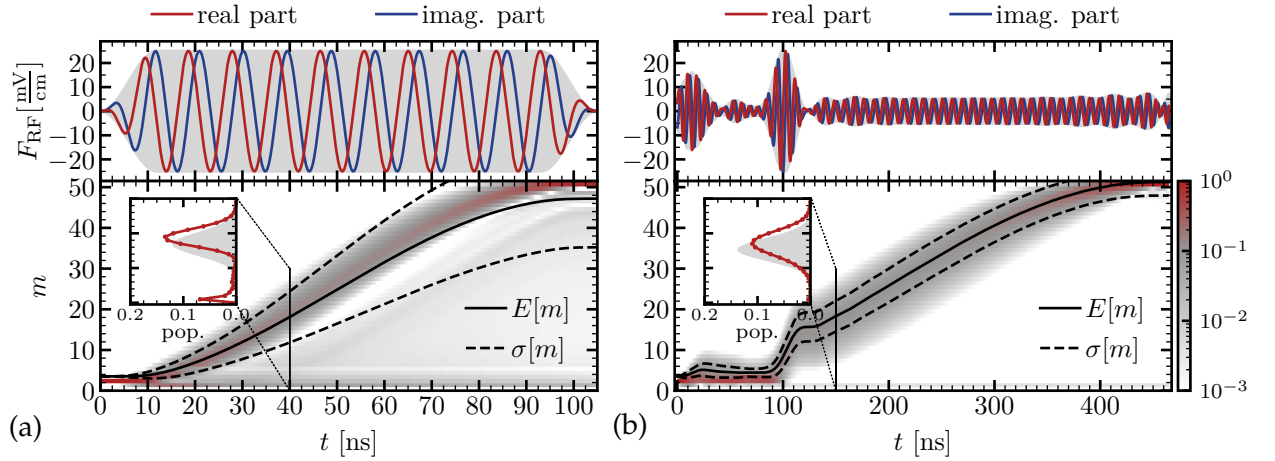 real part imag. part real part imag. part
F_RF [mV/cm]
20
10
0
−10
−20
20
10
0
−10
−20
50
40
30
20
10
0
m
0.2 0.1 0.0
pop.
E[m]
σ[m]
0 10 20 30 40 50 60 70 80 90 100
t [ns]
(a)
50
40
30
20
10
0
0.2 0.1 0.0
pop.
E[m]
σ[m]
0 100 200 300 400
t [ns]
(b)
10^0
10^−1
10^−2
10^−3